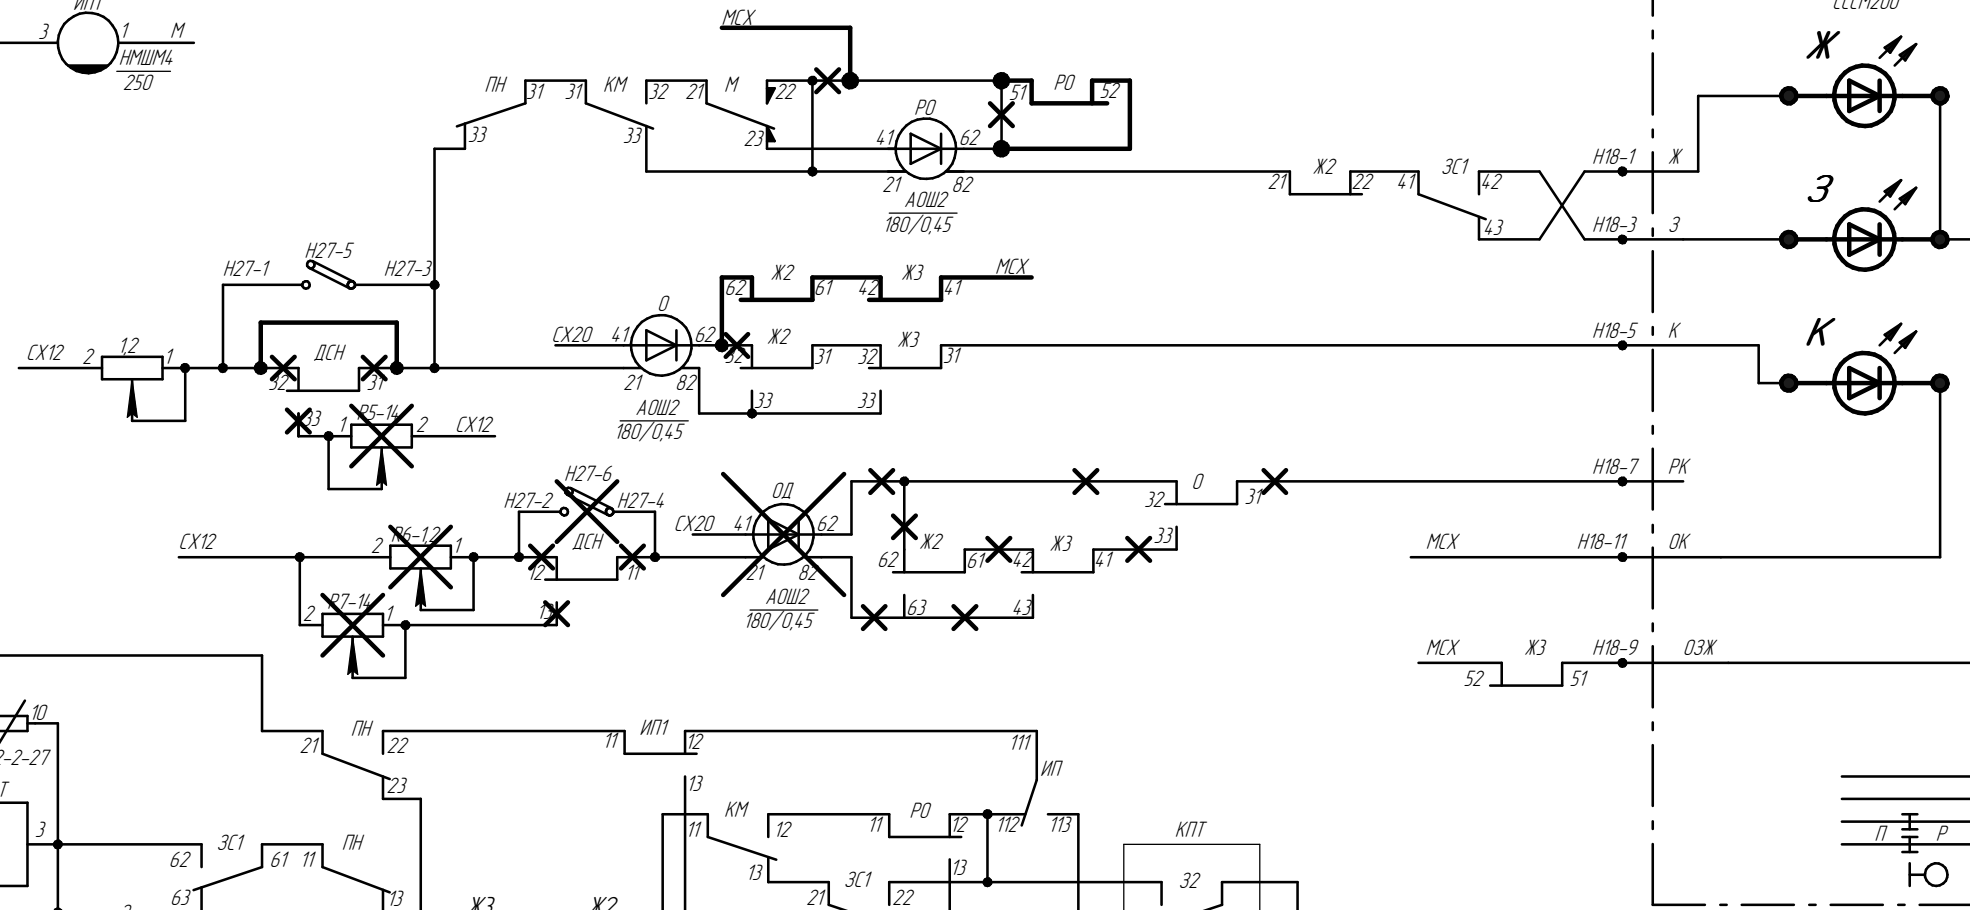 ИП1
СССМ200
3 1 М
НМШМ4
250
МСХ
Ж
ПН 31 31 КМ 32 21 М 22 51 РО 52
33 33 23 41 РО 62
21 82
АОШ2
180/0,45
21 Ж2 22 41 ЗС1 42 Н18-1 Ж
43 Н18-3 З
З
Н27-1 Н27-5 Н27-3
62 Ж2 61 42 Ж3 41 МСХ
О
СХ20 41 62 32 Ж2 31 32 Ж3 31 Н18-5 К
К
СХ12 2 1,2 1 32 ДСН 31
21 82
АОШ2
180/0,45
33 33
33 1 R5-14 2 СХ12
Н27-6
Н27-2 Н27-4
ОД
СХ20 41 62
32 О 31 Н18-7 РК
33
СХ12 2 R6-1,2 1 12 ДСН 11 21 82
62 Ж2 61 42 Ж3 41
МСХ Н18-11 ОК
АОШ2
180/0,45
2 R7-14 1 13
63 43
МСХ Ж3 Н18-9 ОЗЖ
52 51
10
2-2-27
Т
21 ПН 22 11 ИП1 12 111
23 13 ИП
3
62 ЗС1 61 11 ПН
63 13
11 КМ 12 11 РО 12 112 113
13 13
КПТ
21 ЗС1 22 32
П Р
Ж3 Ж2